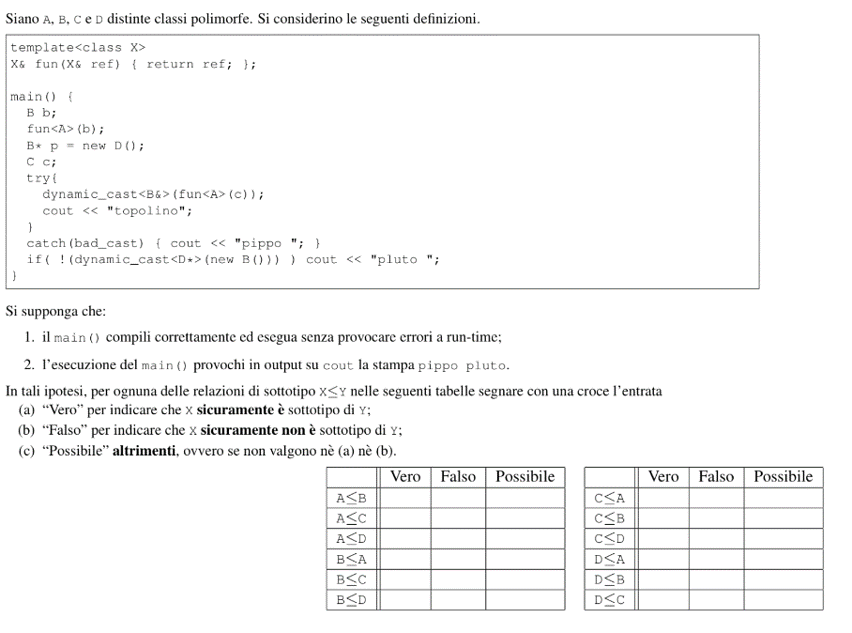 Siano A, B, C e D distinte classi polimorfe. Si considerino le seguenti definizioni.
template<class X>
X& fun(X& ref) { return ref; };
main() {
B b;
fun<A>(b);
B* p = new D();
C c;
try{
dynamic_cast<B&>(fun<A>(c));
cout << "topolino";
}
catch(bad_cast) { cout << "pippo "; }
if( !(dynamic_cast<D*>(new B())) ) cout << "pluto ";
}
Si supponga che:
1. il main() compili correttamente ed esegua senza provocare errori a run-time;
2. l'esecuzione del main() provochi in output su cout la stampa pippo pluto.
In tali ipotesi, per ognuna delle relazioni di sottotipo X≤Y nelle seguenti tabelle segnare con una croce l'entrata
(a) “Vero” per indicare che X sicuramente è sottotipo di Y;
(b) “Falso” per indicare che X sicuramente non è sottotipo di Y;
(c) “Possibile” altrimenti, ovvero se non valgono nè (a) nè (b).
Vero Falso Possibile
A≤B
A≤C
A≤D
B≤A
B≤C
B≤D
Vero Falso Possibile
C≤A
C≤B
C≤D
D≤A
D≤B
D≤C